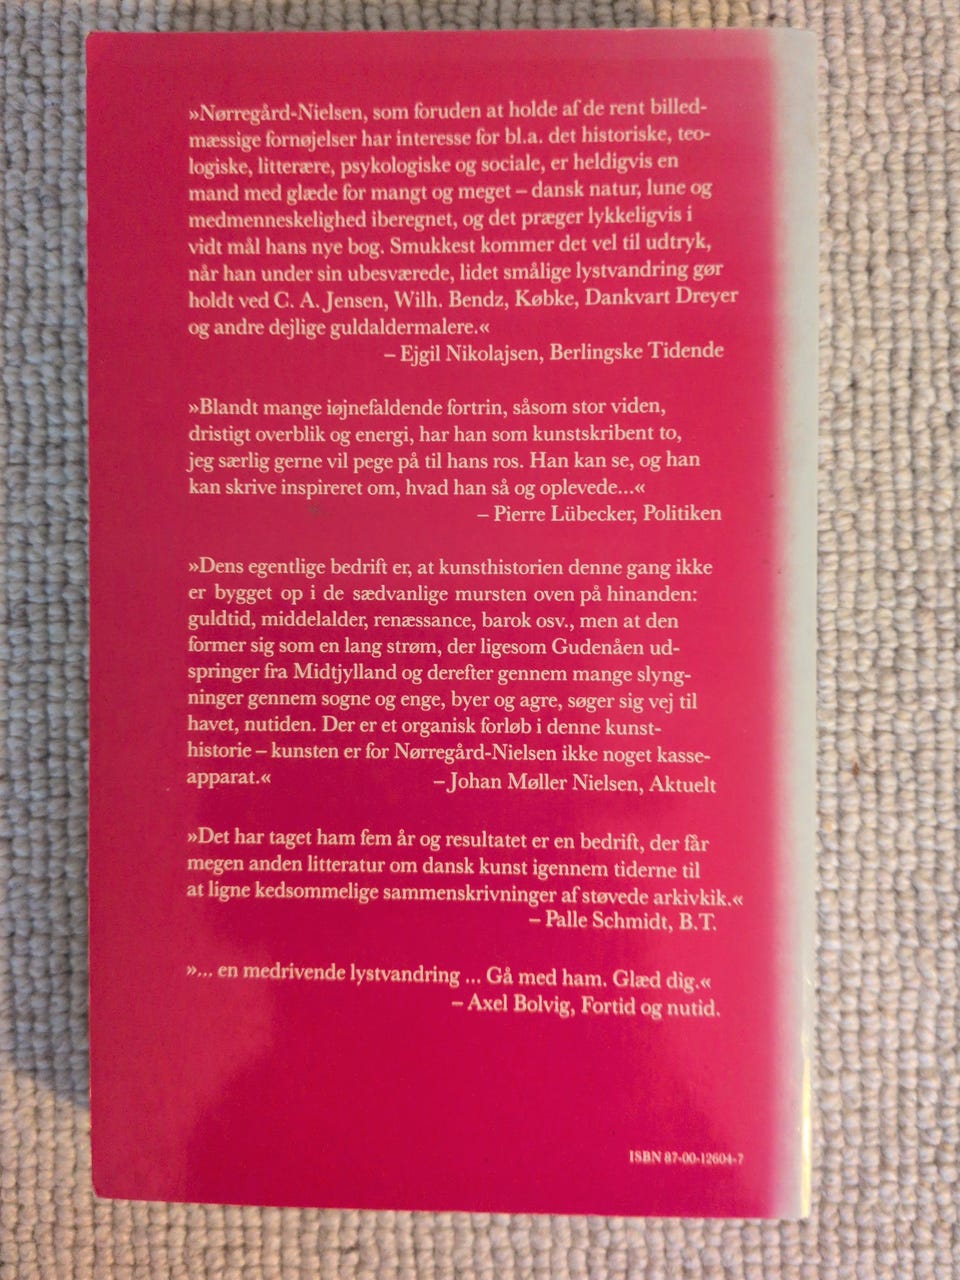 »Nørregård-Nielsen, som foruden at holde af de rent billed-
mæssige fornøjelser har interesse for bl.a. det historiske, teo-
logiske, litterære, psykologiske og sociale, er heldigvis en
mand med glæde for mangt og meget – dansk natur, lune og
medmenneskelighed iberegnet, og det præger lykkeligvis i
vidt mål hans nye bog. Smukkest kommer det vel til udtryk,
når han under sin ubesværede, lidet smålige lystvandring gør
holdt ved C. A. Jensen, Wilh. Bendz, Købke, Dankvart Dreyer
og andre dejlige guldaldermalere.«
– Ejgil Nikolajsen, Berlingske Tidende
»Blandt mange iøjnefaldende fortrin, såsom stor viden,
dristigt overblik og energi, har han som kunstskribent to,
jeg særlig gerne vil pege på til hans ros. Han kan se, og han
kan skrive inspireret om, hvad han så og oplevede...«
– Pierre Lübecker, Politiken
»Dens egentlige bedrift er, at kunsthistorien denne gang ikke
er bygget op i de sædvanlige mursten oven på hinanden:
guldtid, middelalder, renæssance, barok osv., men at den
former sig som en lang strøm, der ligesom Gudenåen ud-
springer fra Midtjylland og derefter gennem mange slyng-
ninger gennem sogne og enge, byer og agre, søger sig vej til
havet, nutiden. Der er et organisk forløb i denne kunst-
historie – kunsten er for Nørregård-Nielsen ikke noget kasse-
apparat.« – Johan Møller Nielsen, Aktuelt
»Det har taget ham fem år og resultatet er en bedrift, der får
megen anden litteratur om dansk kunst igennem tiderne til
at ligne kedsommelige sammenskrivninger af støvede arkivkik.«
– Palle Schmidt, B.T.
»... en medrivende lystvandring ... Gå med ham. Glæd dig.«
– Axel Bolvig, Fortid og nutid.
ISBN 87-00-12604-7